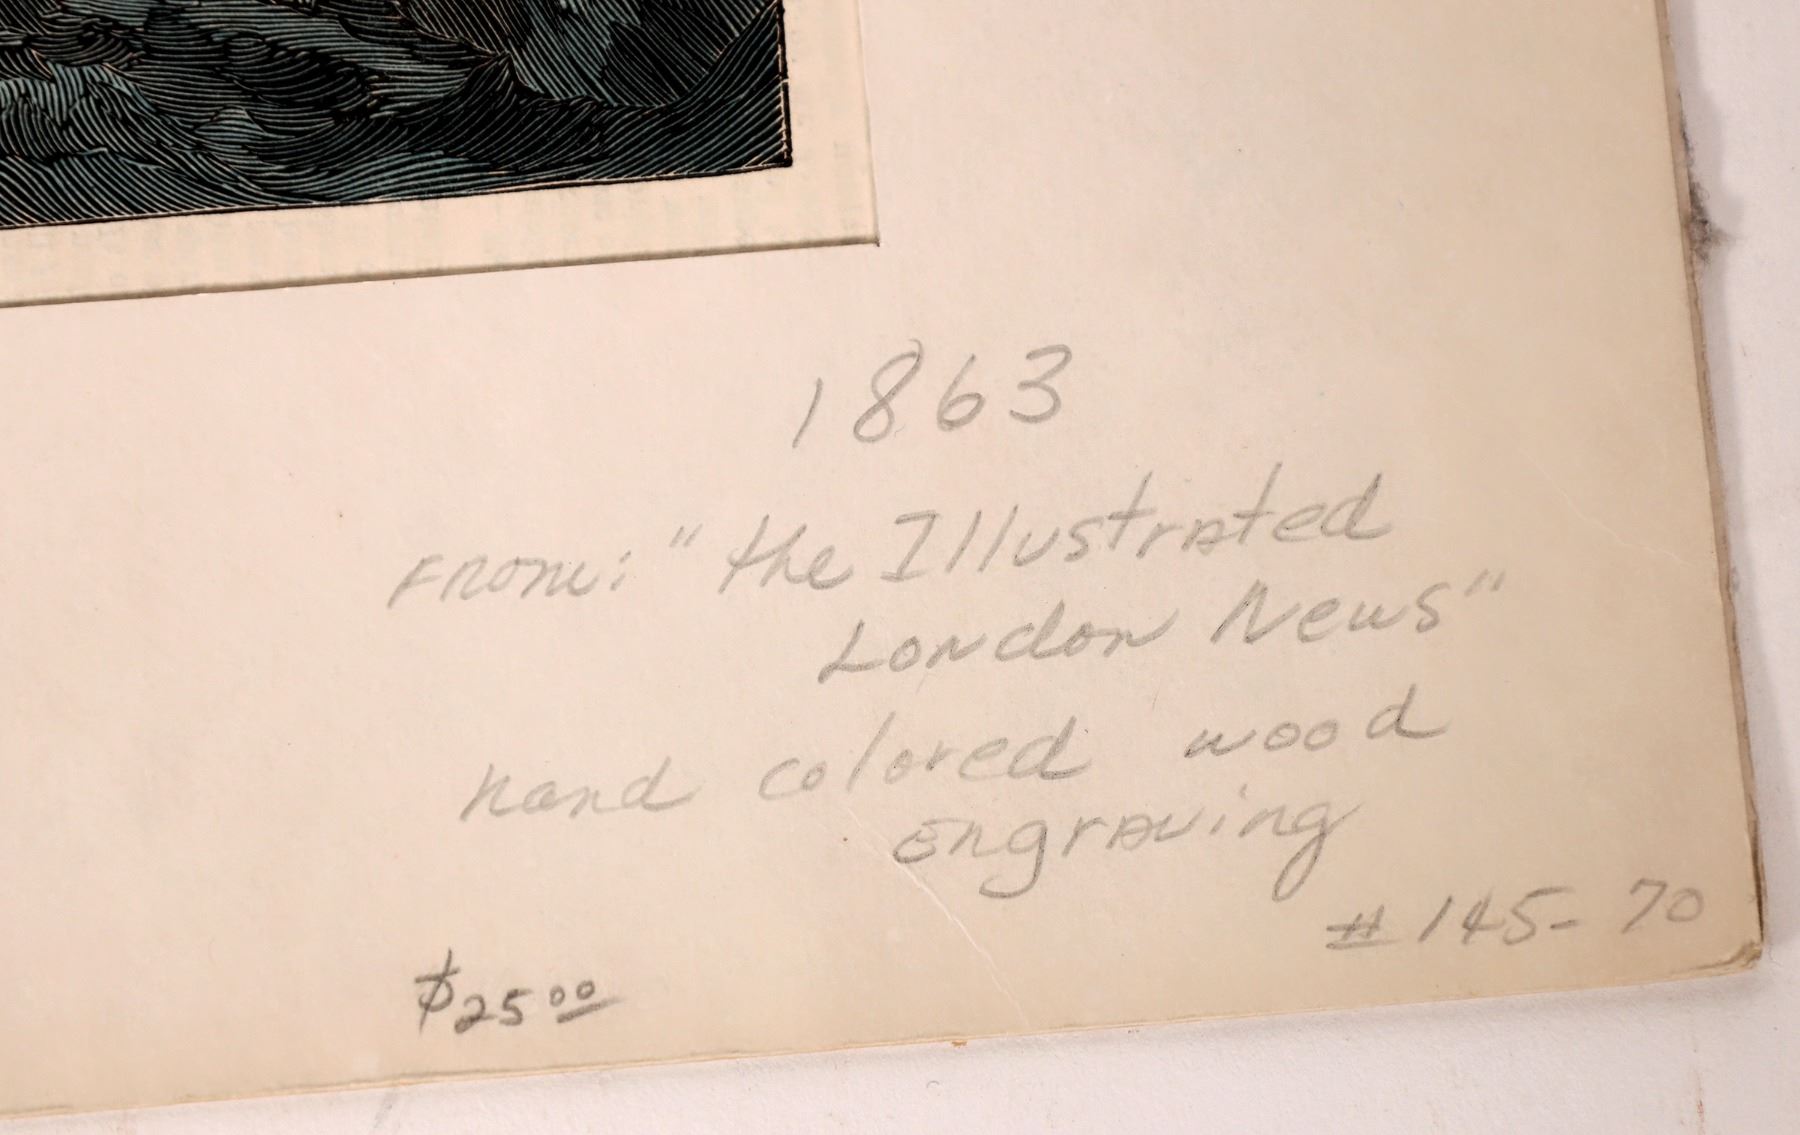 1863
From: "the Illustrated
London News"
hand colored wood
engraving
# 145-70
$25.00